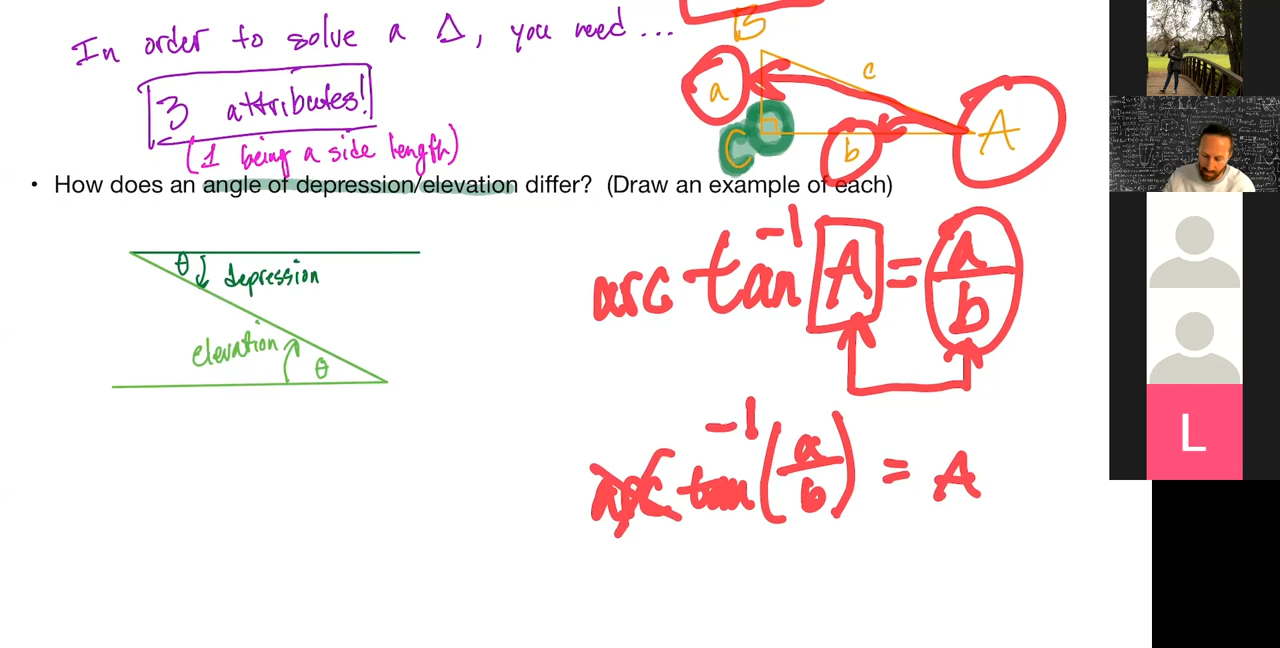 In order to solve a Δ, you need ...
3 attributes!
(1 being a side length)
B
a
c
C
b
A
• How does an angle of depression/elevation differ? (Draw an example of each)
θ depression
elevation θ
arc tan⁻¹ A = a/b
arc tan⁻¹ (a/b) = A
L